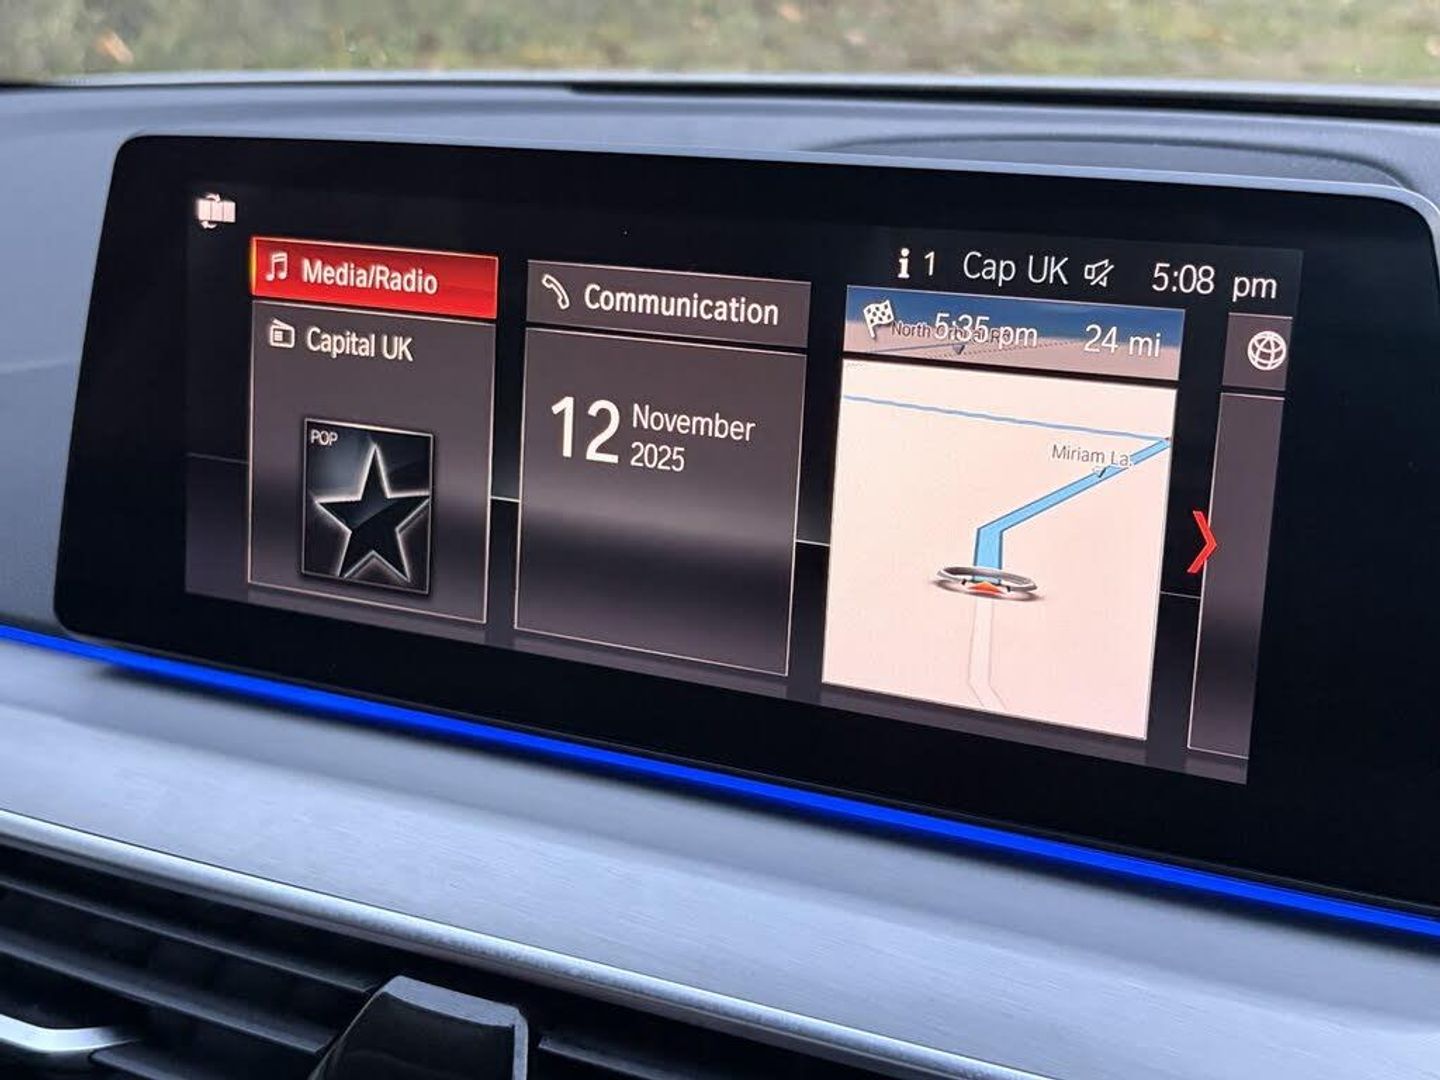 1 Cap UK 5:08 pm
Media/Radio
Capital UK
POP
Communication
12 November
2025
5:35 pm 24 mi
North
Miriam La.